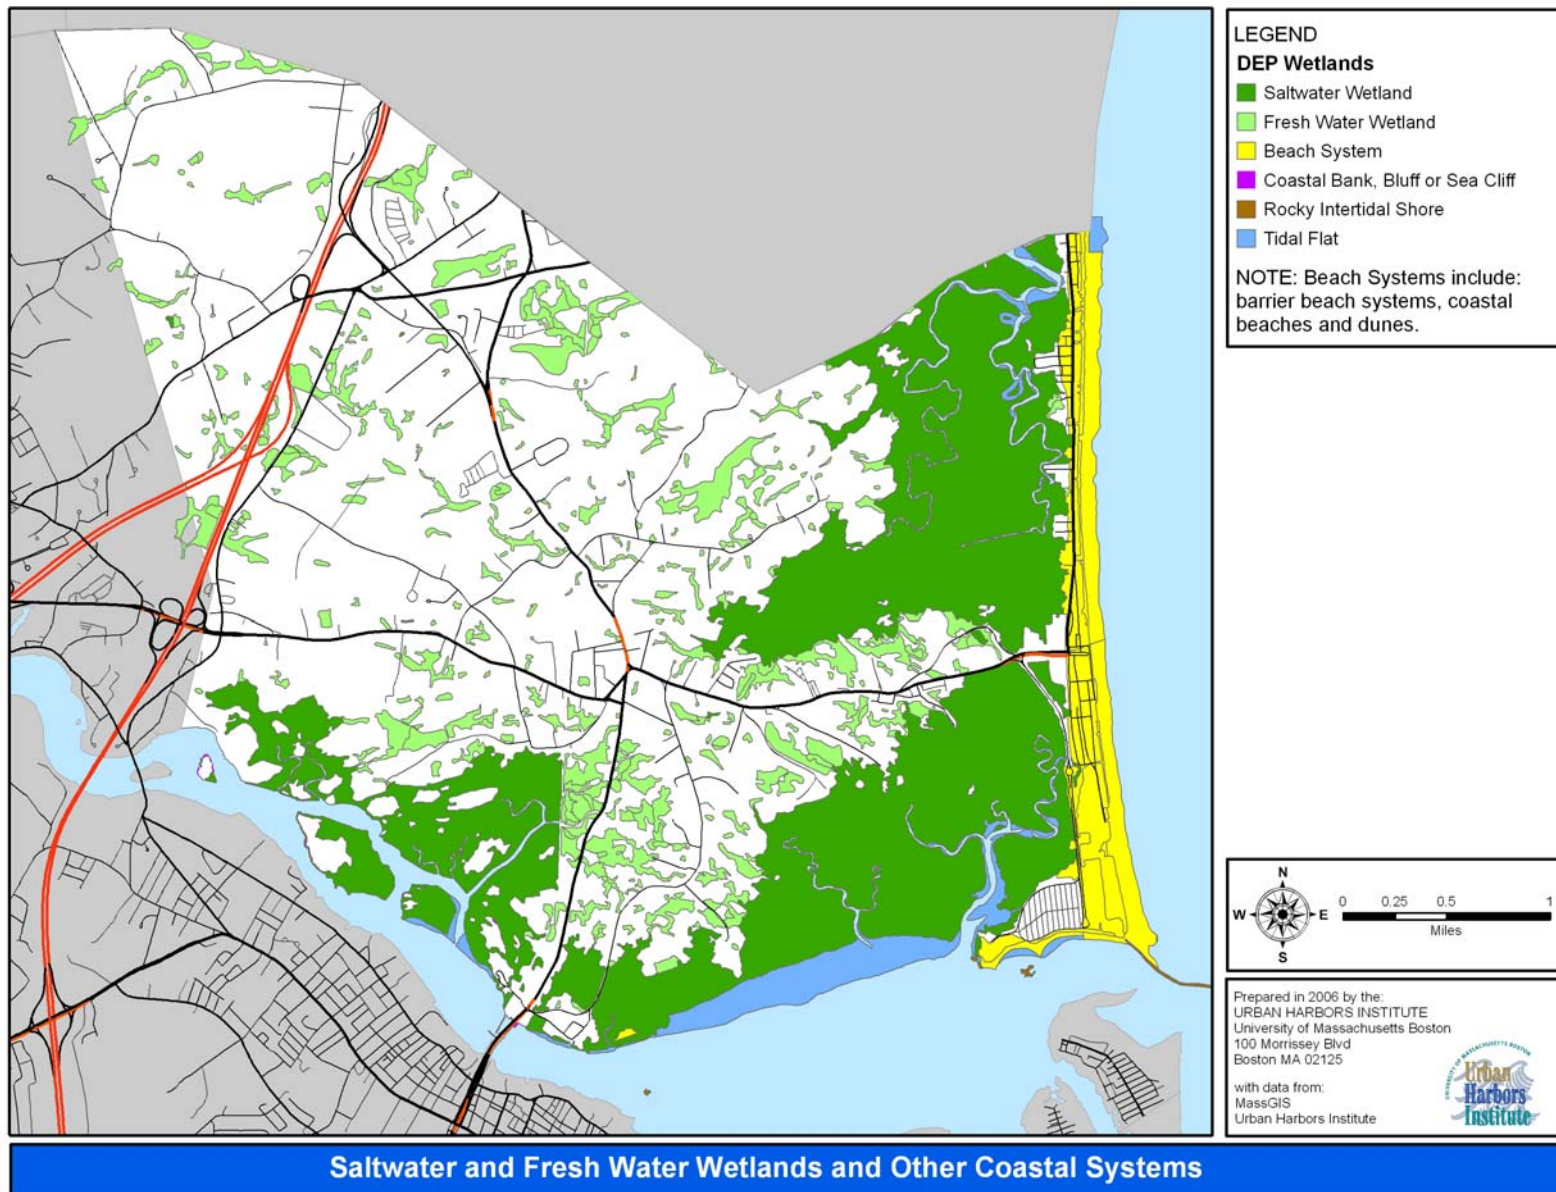 LEGEND
DEP Wetlands
Saltwater Wetland
Fresh Water Wetland
Beach System
Coastal Bank, Bluff or Sea Cliff
Rocky Intertidal Shore
Tidal Flat
NOTE: Beach Systems include:
barrier beach systems, coastal
beaches and dunes.
N
W E
S
0 0.25 0.5 1
Miles
Prepared in 2006 by the:
URBAN HARBORS INSTITUTE
University of Massachusetts Boston
100 Morrissey Blvd
Boston MA 02125
with data from:
MassGIS
Urban Harbors Institute
UNIVERSITY OF MASSACHUSETTS BOSTON
Urban
Harbors
Institute
Saltwater and Fresh Water Wetlands and Other Coastal Systems